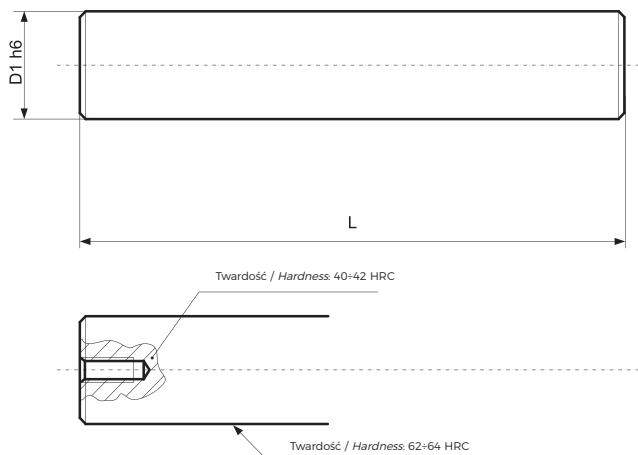 D1 h6
L
Twardość / Hardness: 40÷42 HRC
Twardość / Hardness: 62÷64 HRC